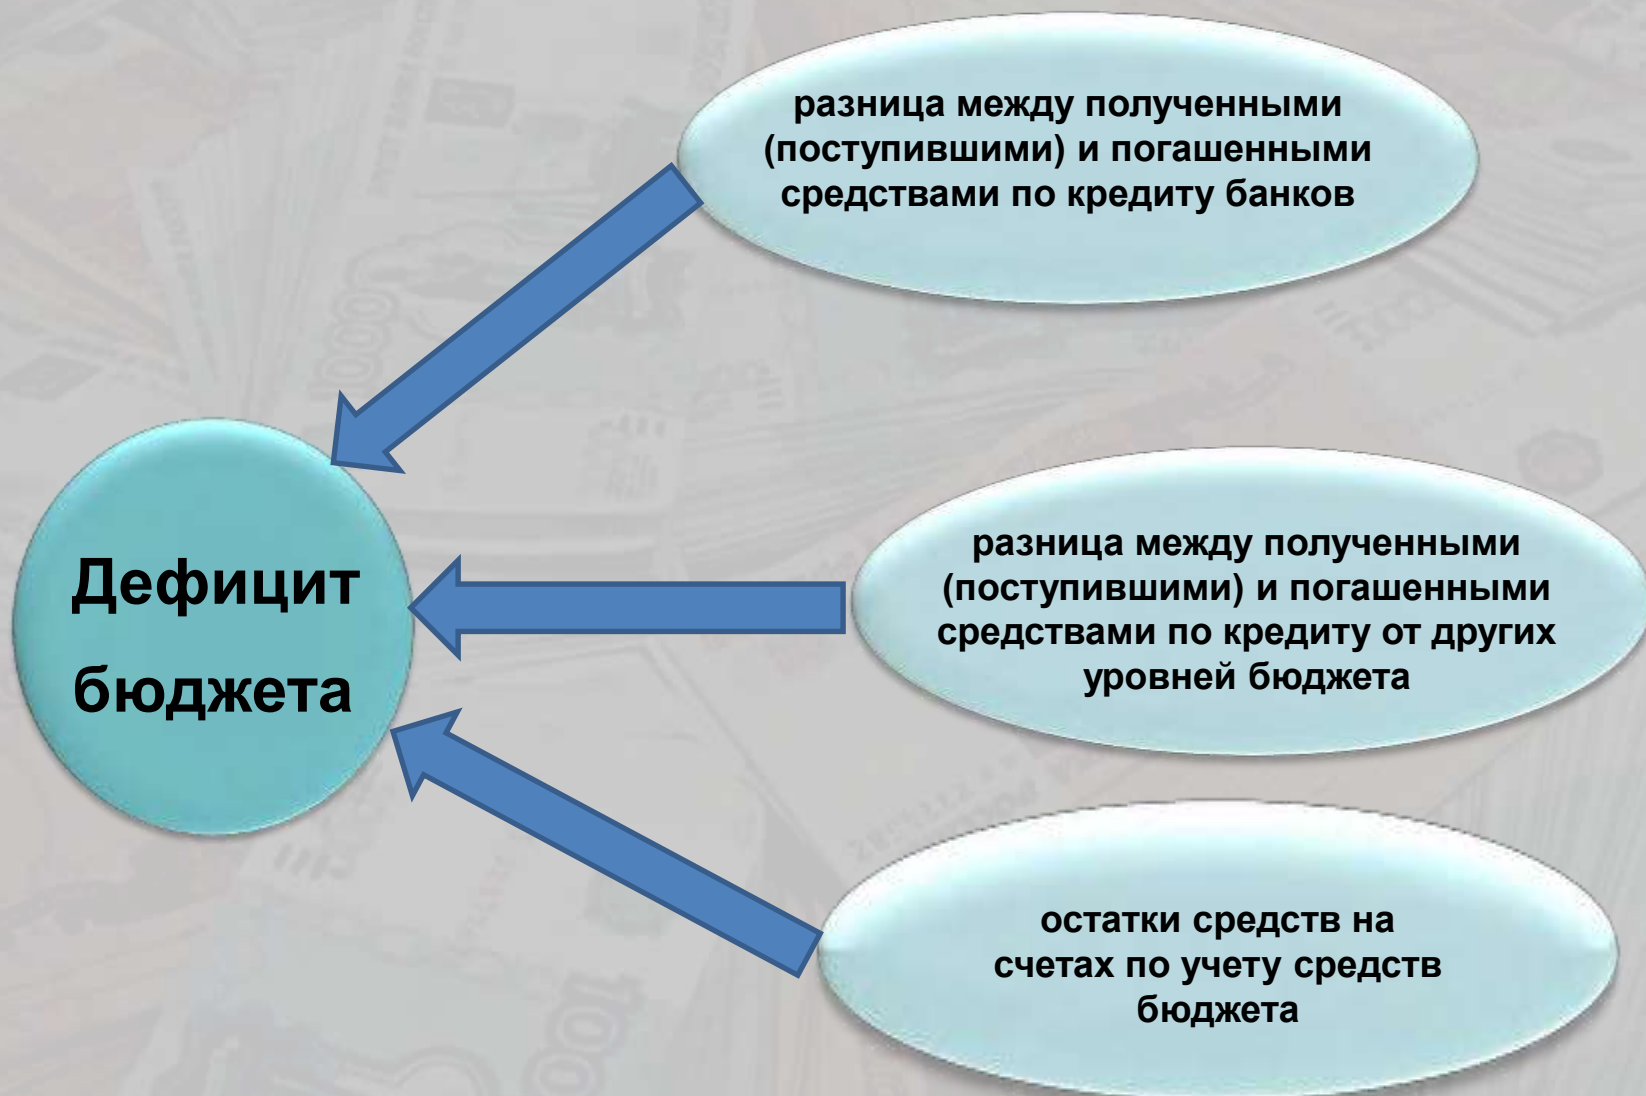 разница между полученными
(поступившими) и погашенными
средствами по кредиту банков
Дефицит
бюджета
разница между полученными
(поступившими) и погашенными
средствами по кредиту от других
уровней бюджета
остатки средств на
счетах по учету средств
бюджета